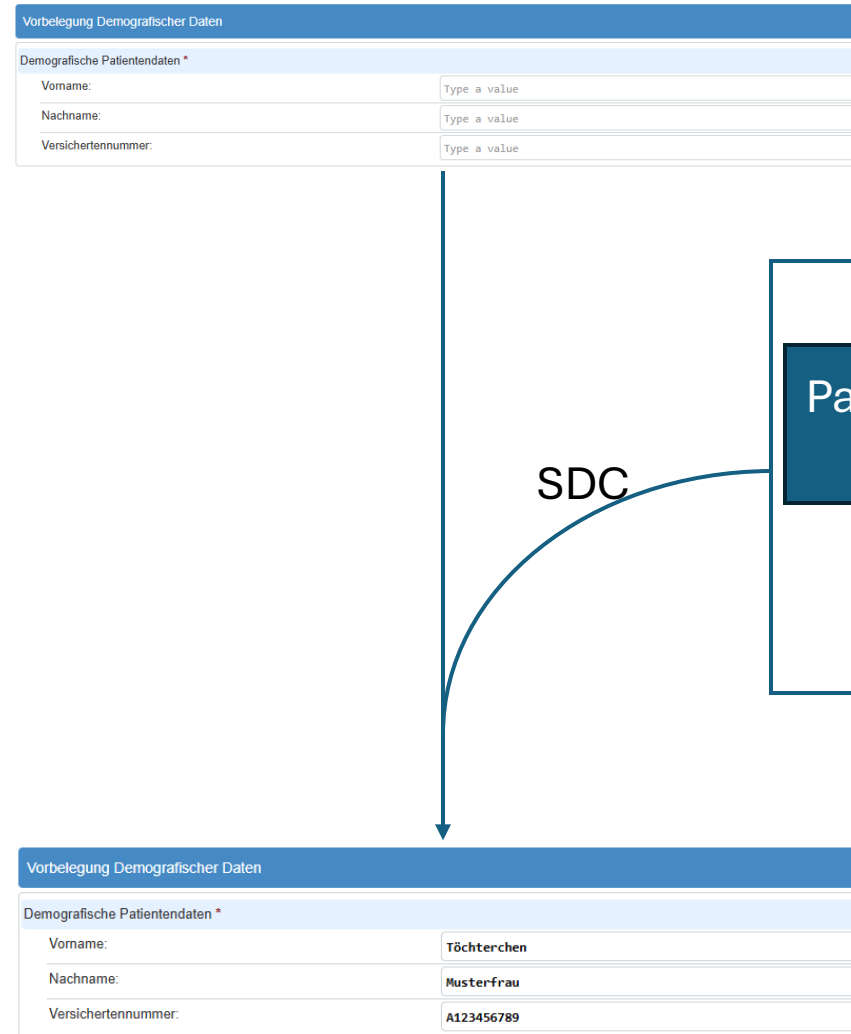 Vorbelegung Demografischer Daten
Demografische Patientendaten *
Vorname:
Type a value
Nachname:
Type a value
Versichertennummer:
Type a value
Pa
SDC
Vorbelegung Demografischer Daten
Demografische Patientendaten *
Vorname:
Töchterchen
Nachname:
Musterfrau
Versichertennummer:
A123456789